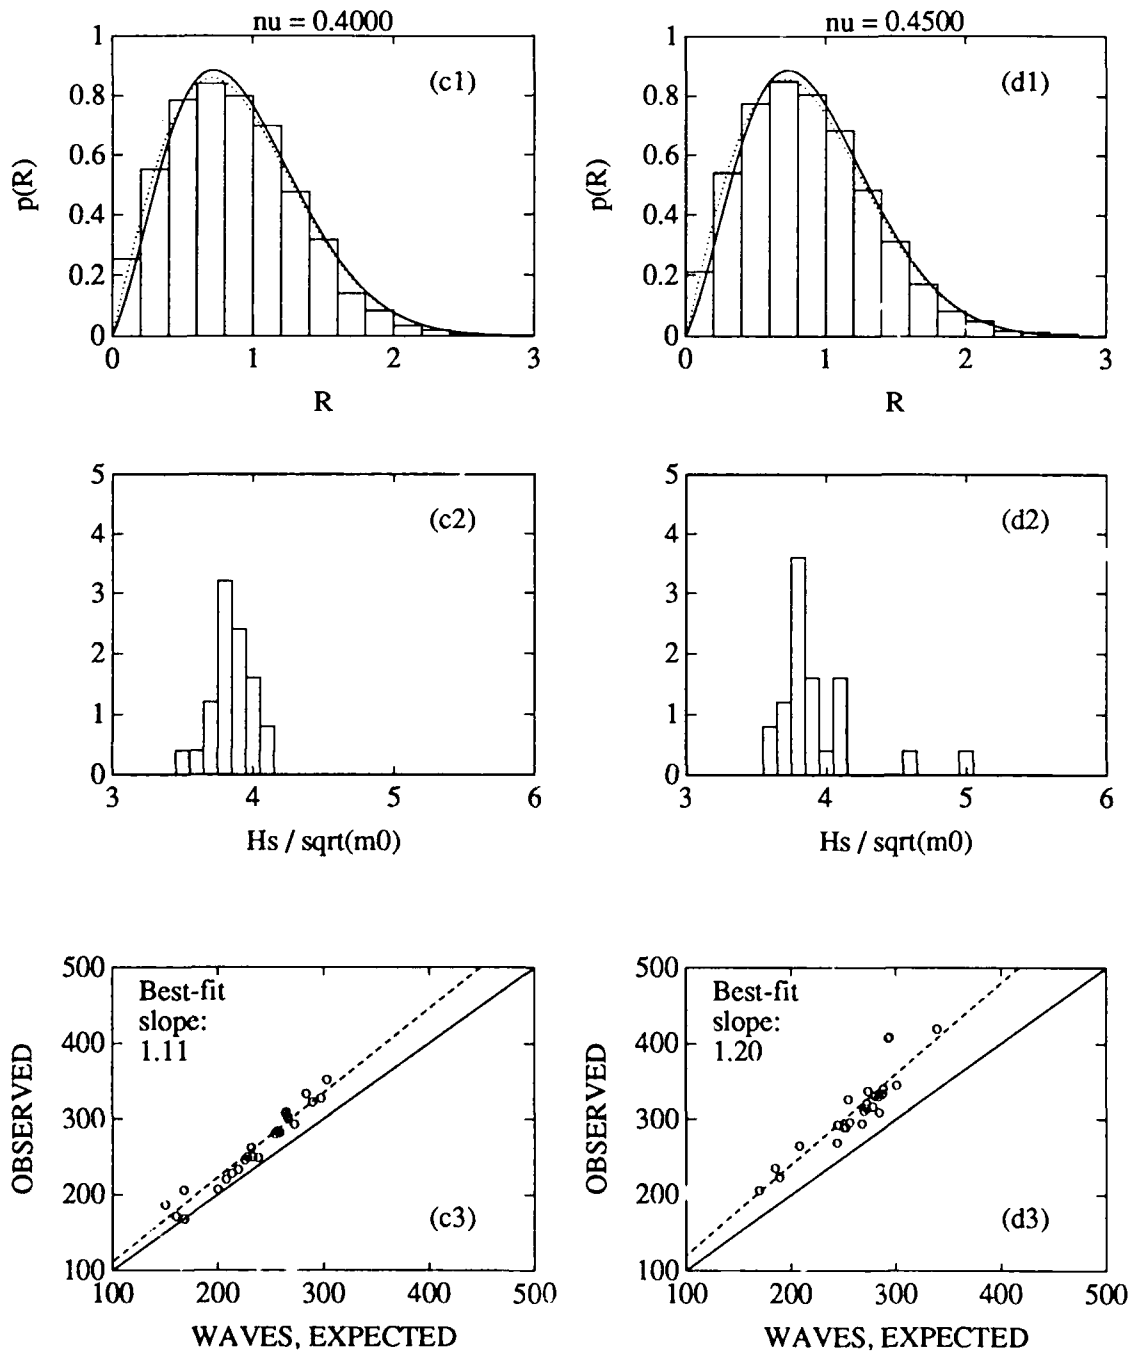 nu = 0.4000
1
0.8
0.6
0.4
0.2
0
p(R)
(c1)
0 1 2 3
R
nu = 0.4500
1
0.8
0.6
0.4
0.2
0
p(R)
(d1)
0 1 2 3
R
5
4
3
2
1
0
(c2)
3 4 5 6
Hs / sqrt(m0)
5
4
3
2
1
0
(d2)
3 4 5 6
Hs / sqrt(m0)
500
400
300
200
100
OBSERVED
Best-fit
slope:
1.11
(c3)
100 200 300 400 500
WAVES, EXPECTED
500
400
300
200
100
OBSERVED
Best-fit
slope:
1.20
(d3)
100 200 300 400 500
WAVES, EXPECTED